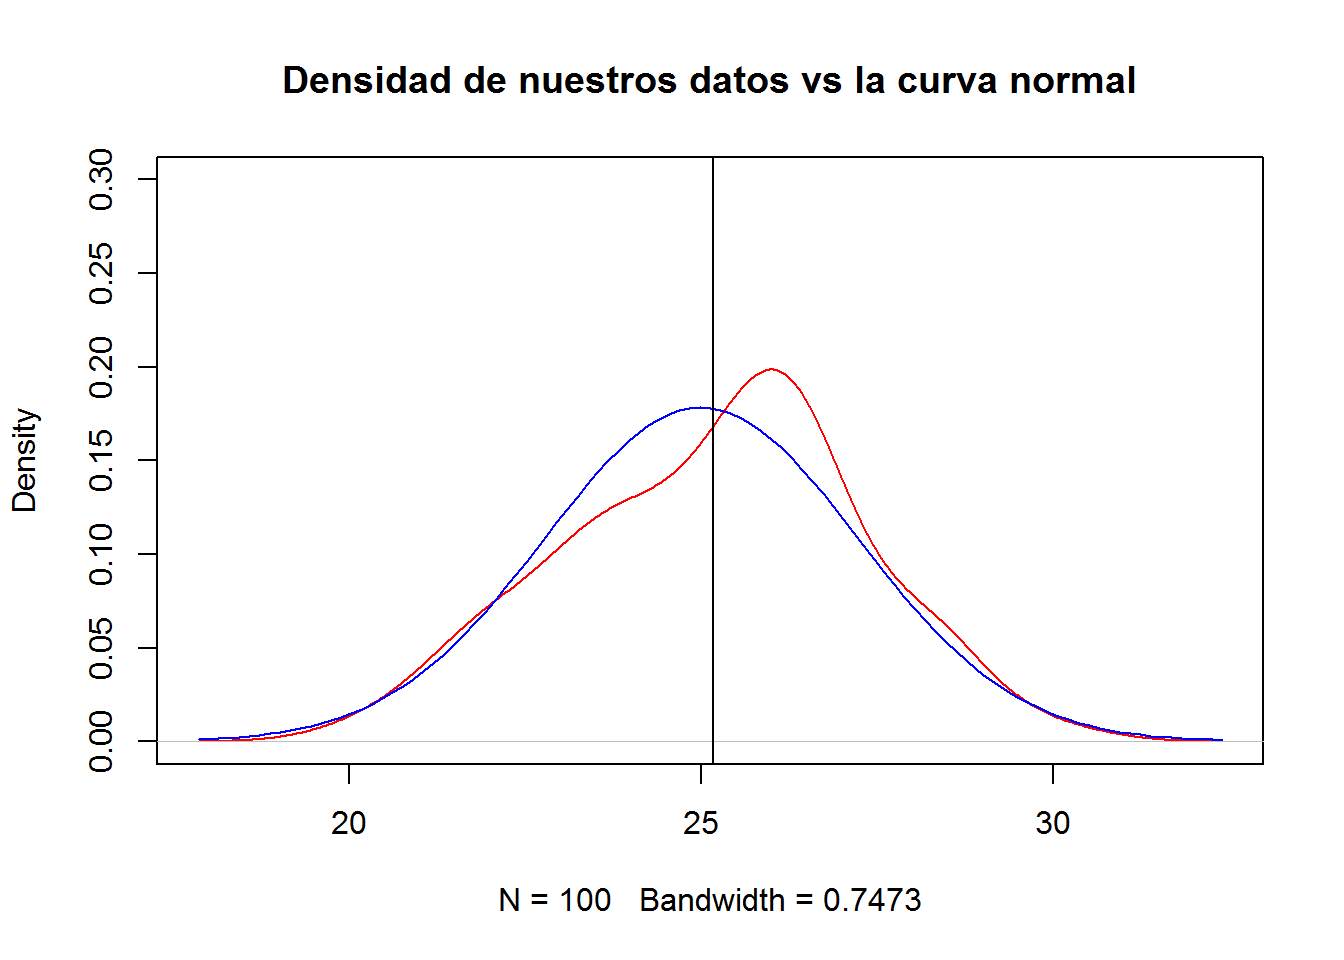 Densidad de nuestros datos vs la curva normal
0.30
0.25
0.20
0.15
0.10
0.05
0.00
Density
20 25 30
N = 100   Bandwidth = 0.7473